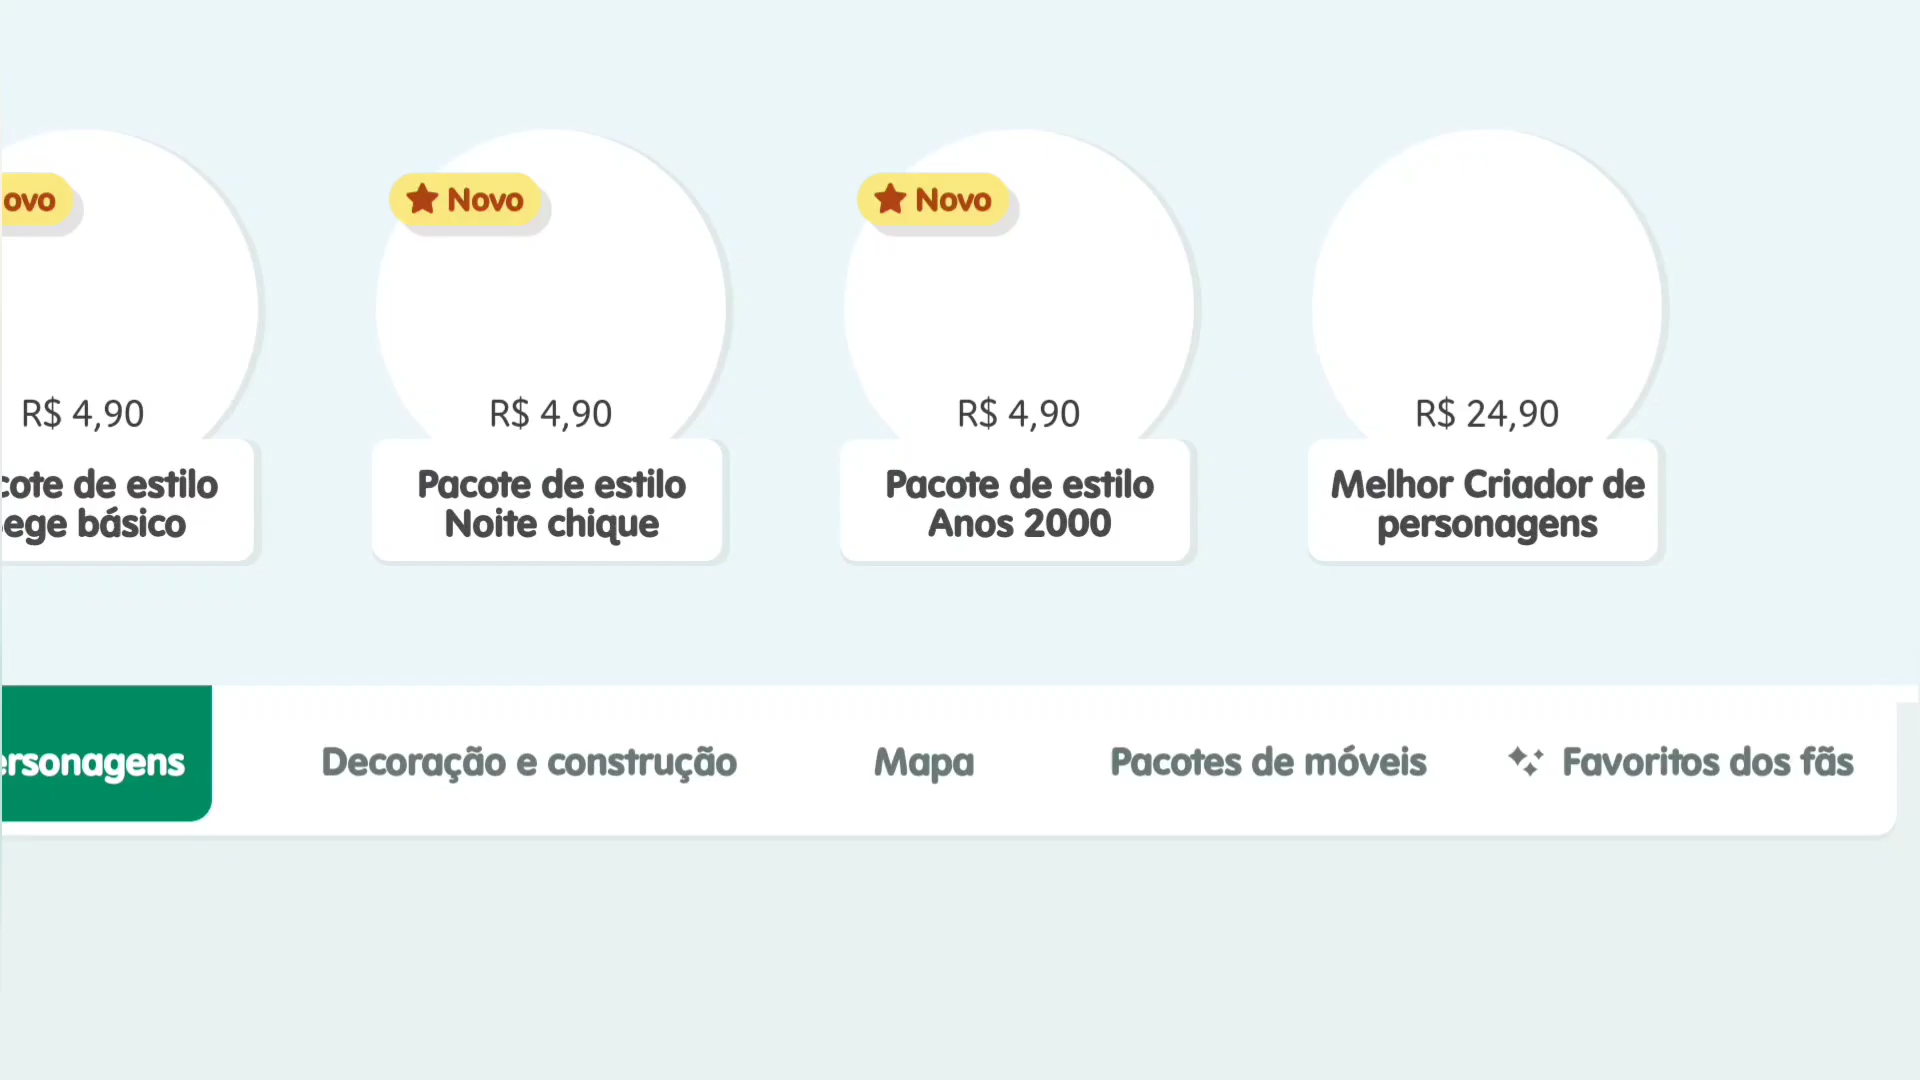 ovo
Novo
Novo
R$ 4,90
R$ 4,90
R$ 4,90
R$ 24,90
cote de estilo
ege básico
Pacote de estilo
Noite chique
Pacote de estilo
Anos 2000
Melhor Criador de
personagens
ersonagens
Decoração e construção
Mapa
Pacotes de móveis
Favoritos dos fãs